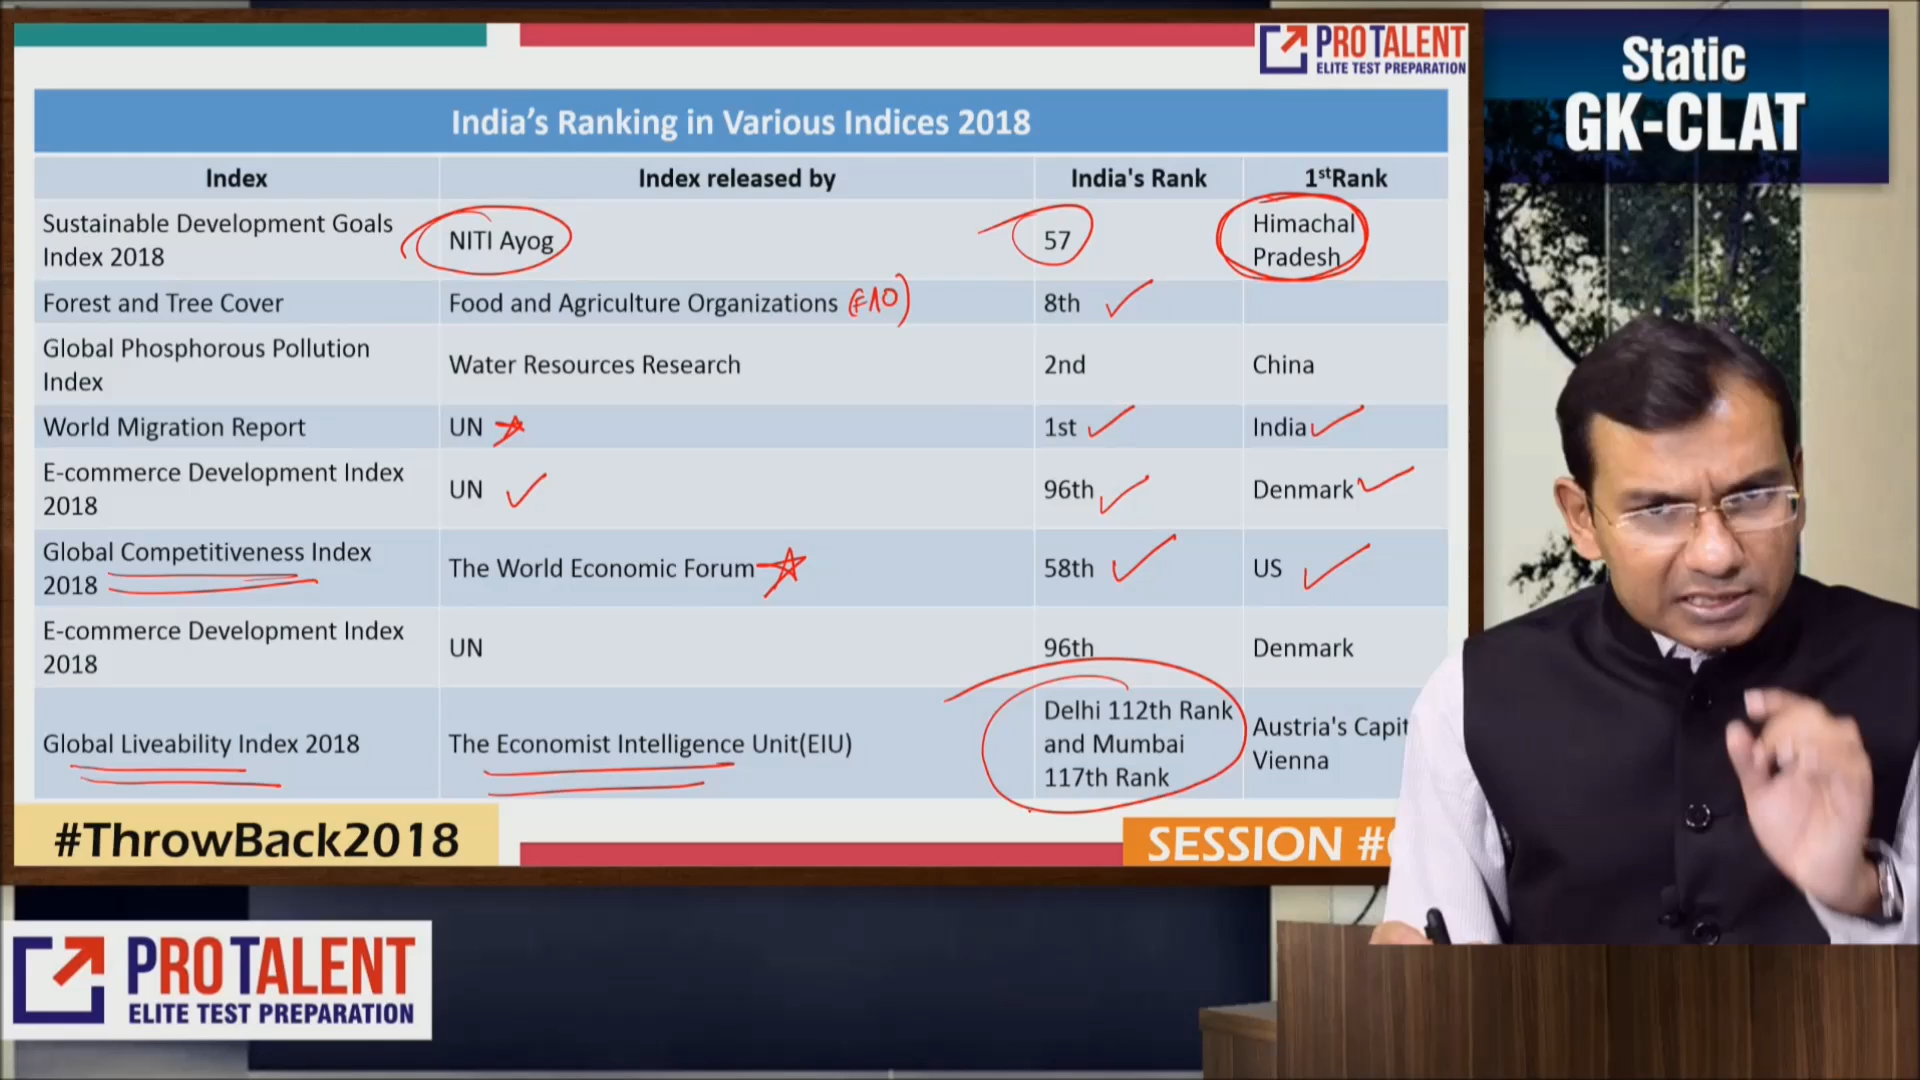 PROTALENT
ELITE TEST PREPARATION
Static
GK-CLAT
India's Ranking in Various Indices 2018
Index
Index released by
India's Rank
1stRank
Sustainable Development Goals
Index 2018
NITI Ayog
57
Himachal
Pradesh
Forest and Tree Cover
Food and Agriculture Organizations (FAO)
8th
Global Phosphorous Pollution
Index
Water Resources Research
2nd
China
World Migration Report
UN
1st
India
E-commerce Development Index
2018
UN
96th
Denmark
Global Competitiveness Index
2018
The World Economic Forum
58th
US
E-commerce Development Index
2018
UN
96th
Denmark
Global Liveability Index 2018
The Economist Intelligence Unit(EIU)
Delhi 112th Rank
and Mumbai
117th Rank
Austria's Capit
Vienna
#ThrowBack2018
SESSION #
PROTALENT
ELITE TEST PREPARATION